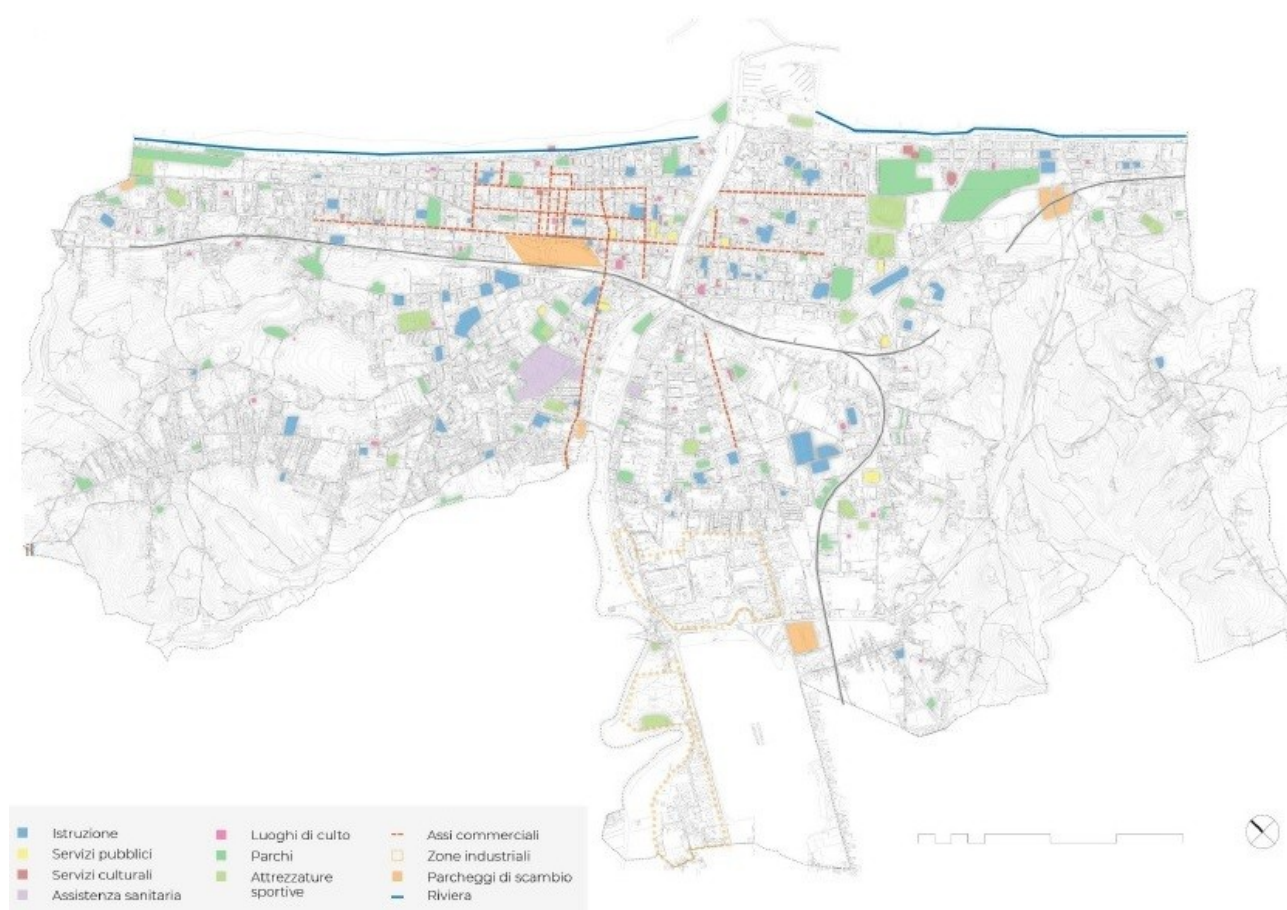 Istruzione
Servizi pubblici
Servizi culturali
Assistenza sanitaria
Luoghi di culto
Parchi
Attrezzature
sportive
Assi commerciali
Zone industriali
Parcheggi di scambio
Riviera